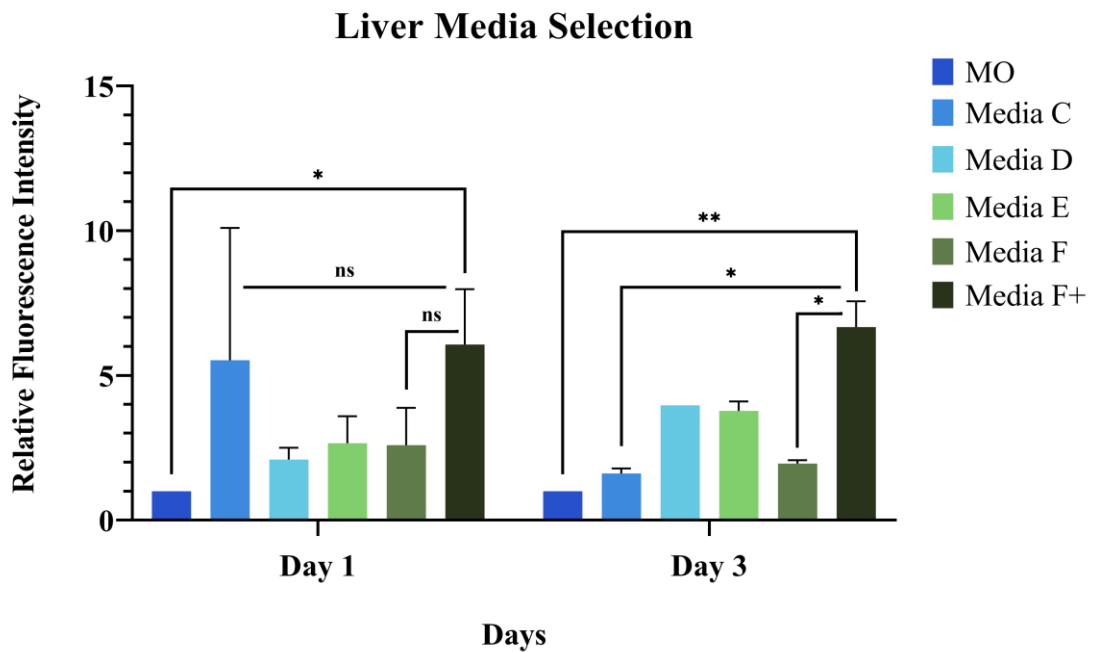 Liver Media Selection
Relative Fluorescence Intensity
15
10
5
0
*
ns
ns
**
*
*
Day 1
Day 3
Days
MO
Media C
Media D
Media E
Media F
Media F+